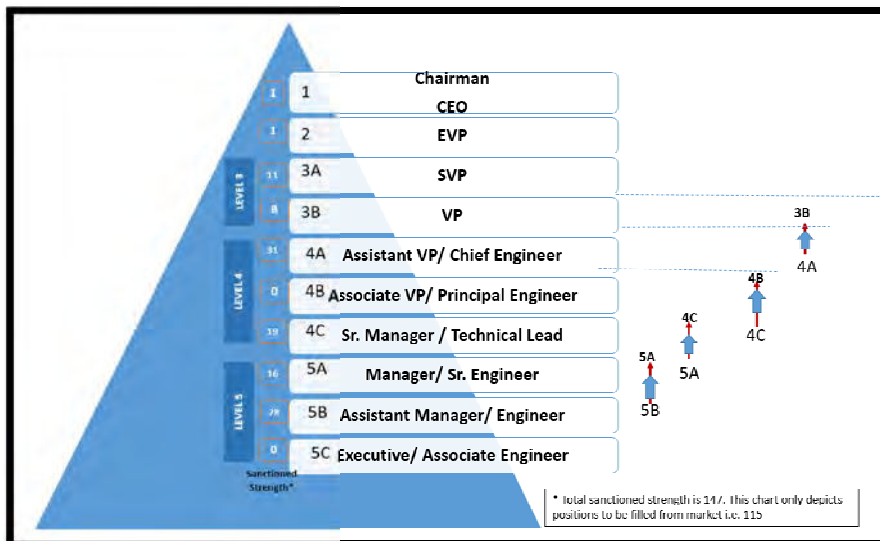 Chairman
1 1
CEO
1 2 EVP
LEVEL 3
11 3A SVP
8 3B VP
LEVEL 4
31 4A Assistant VP/ Chief Engineer
0 4B Associate VP/ Principal Engineer
19 4C Sr. Manager / Technical Lead
LEVEL 5
16 5A Manager/ Sr. Engineer
28 5B Assistant Manager/ Engineer
0 5C Executive/ Associate Engineer
Sanctioned
Strength*
3B
4A
4B
4C
4C
5A
5A
5B
* Total sanctioned strength is 147. This chart only depicts
positions to be filled from market i.e. 115